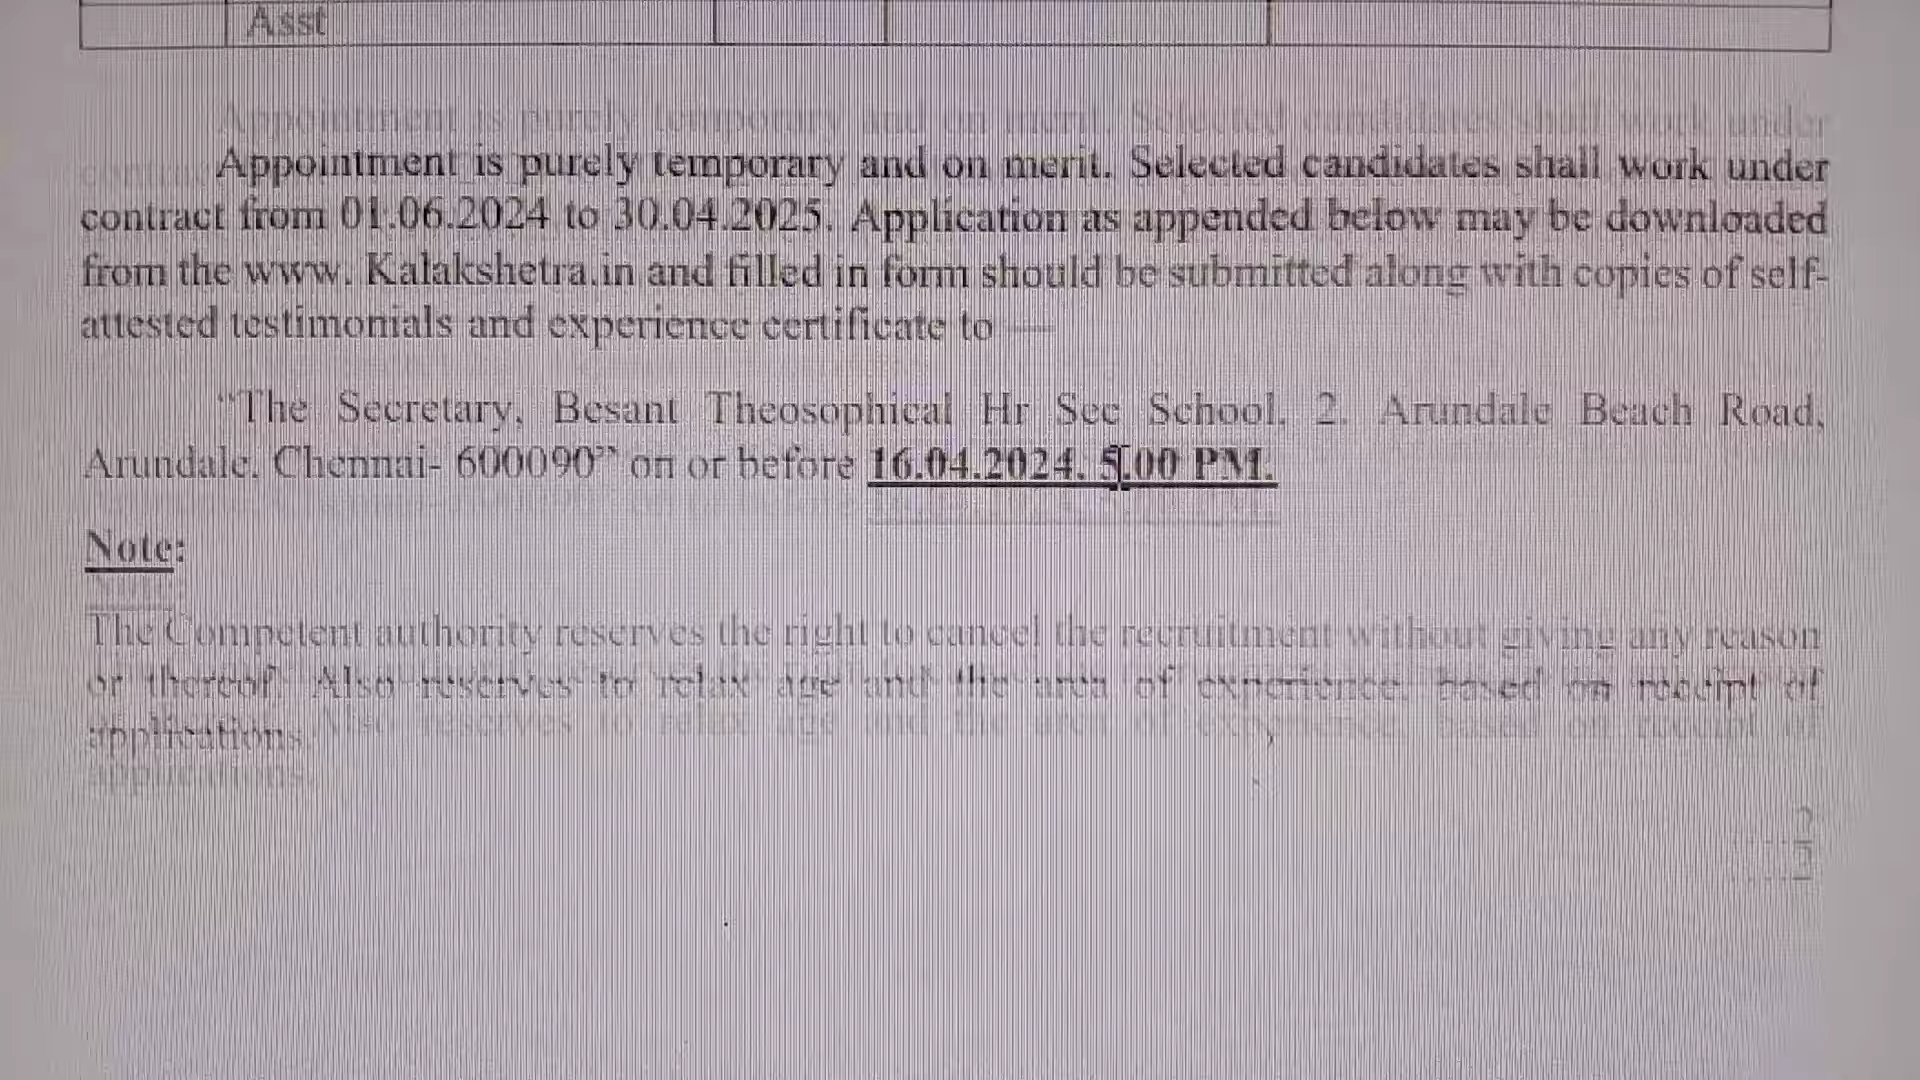 Asst
Appointment is purely temporary and on merit. Selected candidates shall work under
contract from 01.06.2024 to 30.04.2025. Application as appended below may be downloaded
from the www. Kalakshetra.in and filled in form should be submitted along with copies of self-
attested testimonials and experience certificate to
"The Secretary, Besant Theosophical Hr Sec School, 2, Arundale Beach Road,
Arundale, Chennai- 600090" on or before 16.04.2024, 5.00 PM.
Note:
The Competent authority reserves the right to cancel the recruitment without giving any reason
or thereof. Also reserves to relax age and the area of experience, based on receipt of
applications.